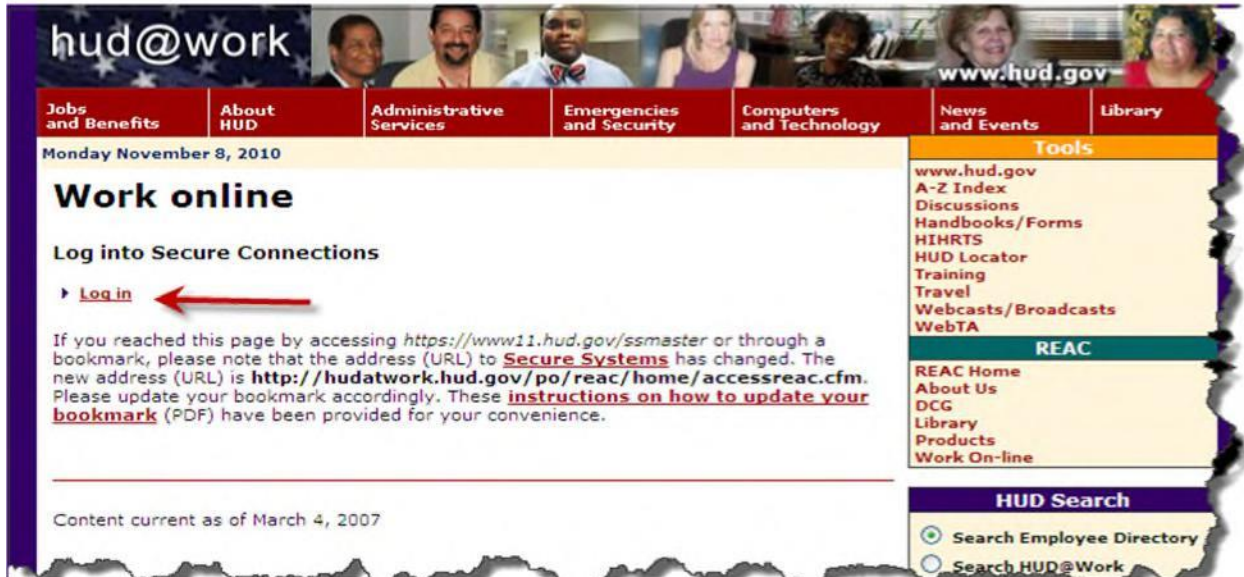 hud@work
www.hud.gov
Jobs and Benefits
About HUD
Administrative Services
Emergencies and Security
Computers and Technology
News and Events
Library
Monday November 8, 2010
Work online
Log into Secure Connections
Log in
If you reached this page by accessing https://www11.hud.gov/ssmaster or through a
bookmark, please note that the address (URL) to Secure Systems has changed. The
new address (URL) is http://hudatwork.hud.gov/po/reac/home/accessreac.cfm.
Please update your bookmark accordingly. These instructions on how to update your
bookmark (PDF) have been provided for your convenience.
Content current as of March 4, 2007
Tools
www.hud.gov
A-Z Index
Discussions
Handbooks/Forms
HIHRTS
HUD Locator
Training
Travel
Webcasts/Broadcasts
WebTA
REAC
REAC Home
About Us
DCG
Library
Products
Work On-line
HUD Search
Search Employee Directory
Search HUD@Work